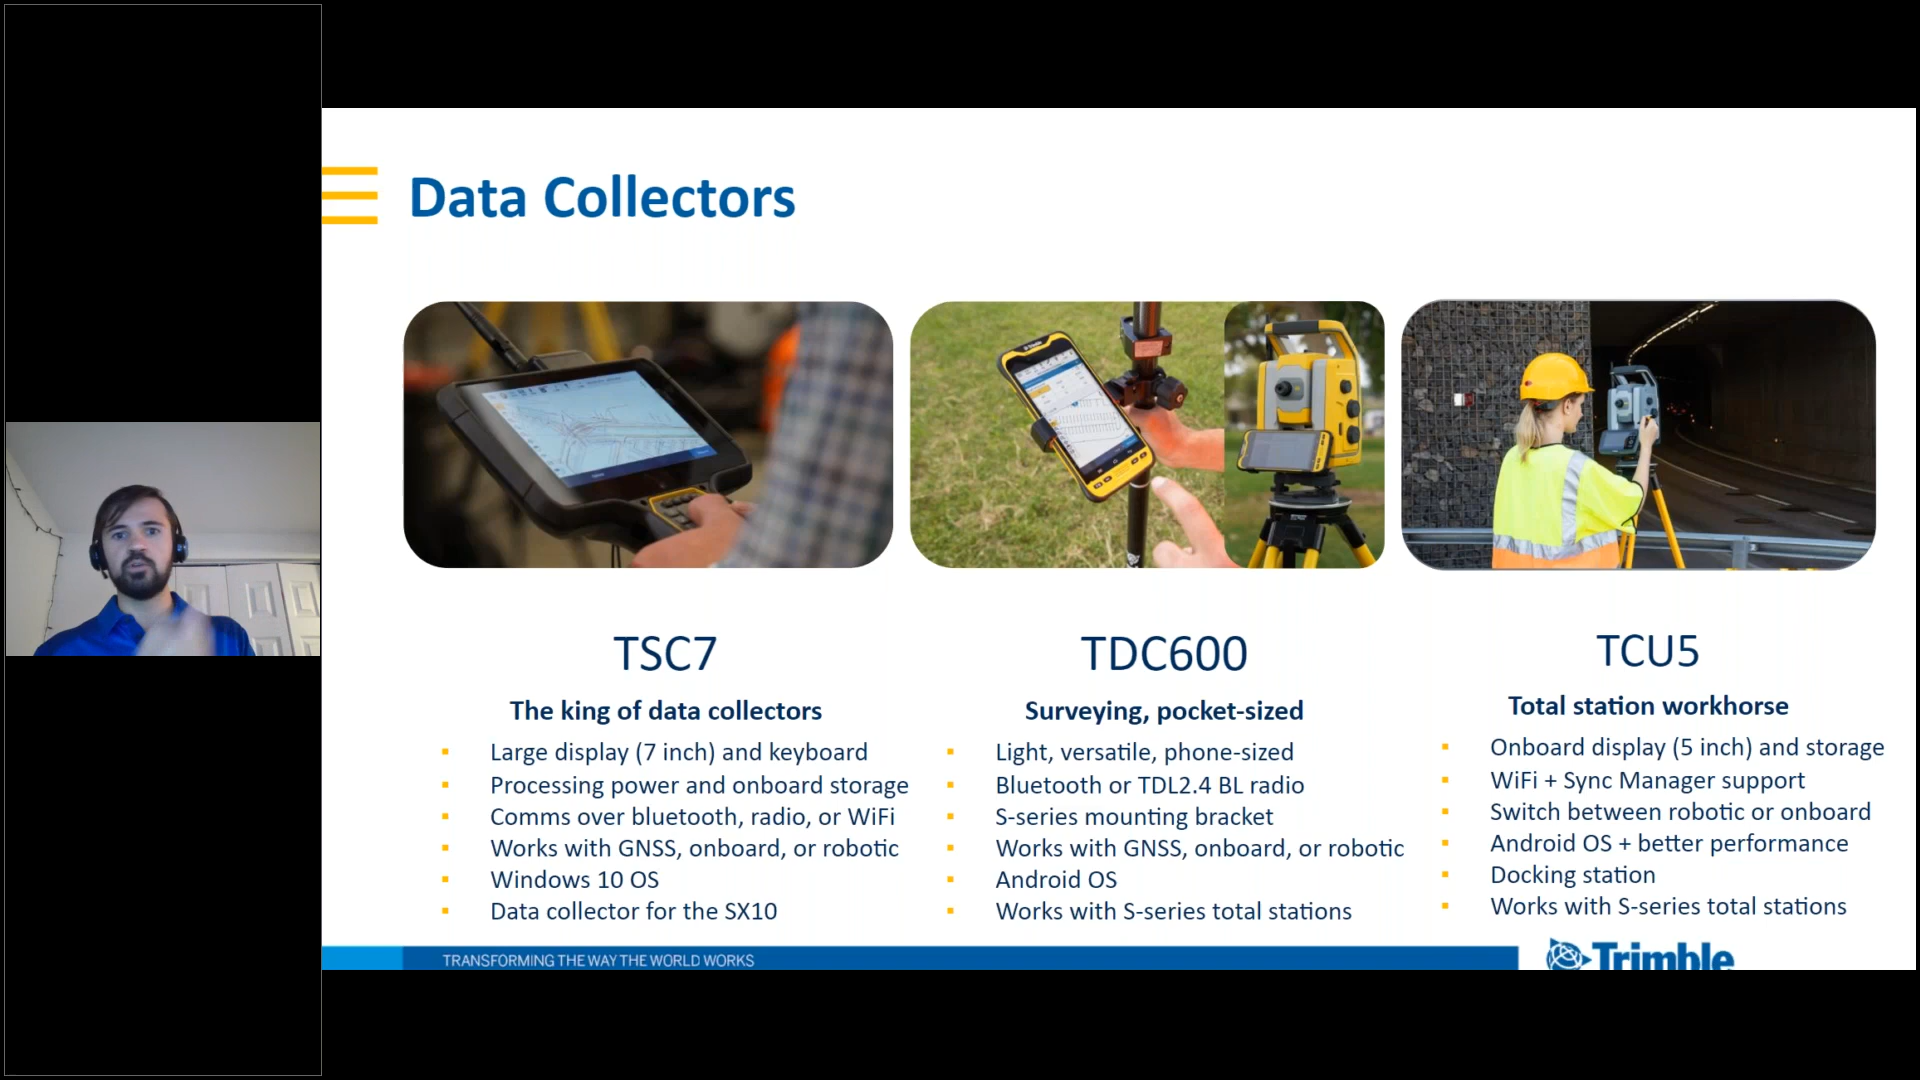 Data Collectors
TSC7
The king of data collectors
Large display (7 inch) and keyboard
Processing power and onboard storage
Comms over bluetooth, radio, or WiFi
Works with GNSS, onboard, or robotic
Windows 10 OS
Data collector for the SX10
TDC600
Surveying, pocket-sized
Light, versatile, phone-sized
Bluetooth or TDL2.4 BL radio
S-series mounting bracket
Works with GNSS, onboard, or robotic
Android OS
Works with S-series total stations
TCU5
Total station workhorse
Onboard display (5 inch) and storage
WiFi + Sync Manager support
Switch between robotic or onboard
Android OS + better performance
Docking station
Works with S-series total stations
TRANSFORMING THE WAY THE WORLD WORKS
Trimble